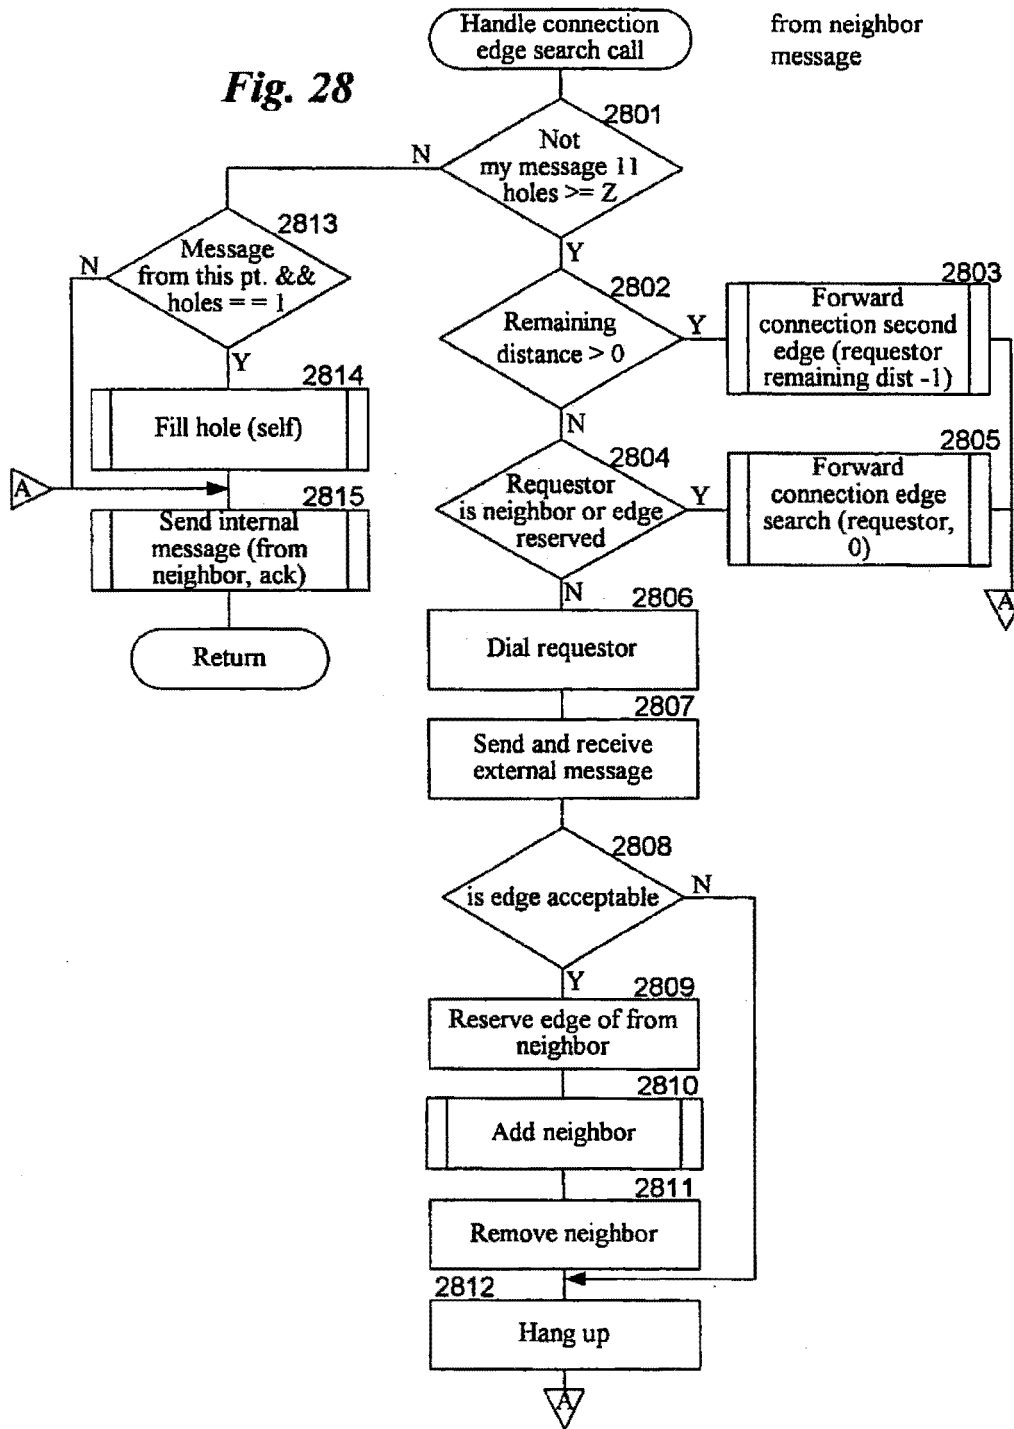 Handle connection
edge search call
from neighbor
message
Fig. 28
2801
Not
my message 11
holes >= Z
N
Y
2813
Message
from this pt. &&
holes = = 1
N
Y
2802
Remaining
distance > 0
Y
N
2803
Forward
connection second
edge (requestor
remaining dist -1)
2814
Fill hole (self)
2804
Requestor
is neighbor or edge
reserved
Y
N
2805
Forward
connection edge
search (requestor,
0)
A
A
2815
Send internal
message (from
neighbor, ack)
Return
2806
Dial requestor
2807
Send and receive
external message
2808
is edge acceptable
N
Y
2809
Reserve edge of from
neighbor
2810
Add neighbor
2811
Remove neighbor
2812
Hang up
A